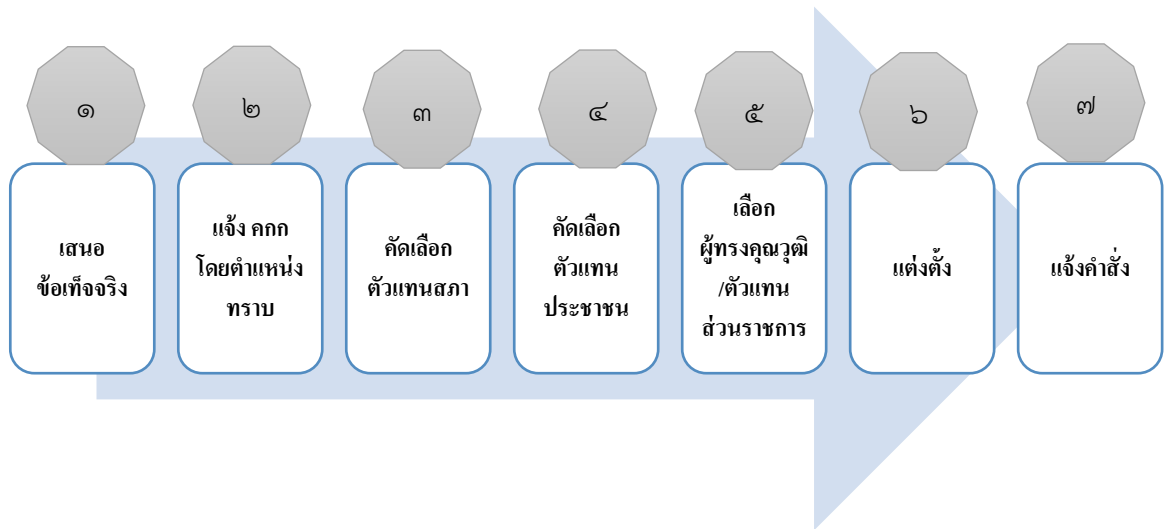 ๑
เสนอ
ข้อเท็จจริง
๒
แจ้ง คกก
โดยตำแหน่ง
ทราบ
๓
คัดเลือก
ตัวแทนสภา
๔
คัดเลือก
ตัวแทน
ประชาชน
๕
เลือก
ผู้ทรงคุณวุฒิ
/ตัวแทน
ส่วนราชการ
๖
แต่งตั้ง
๗
แจ้งคำสั่ง